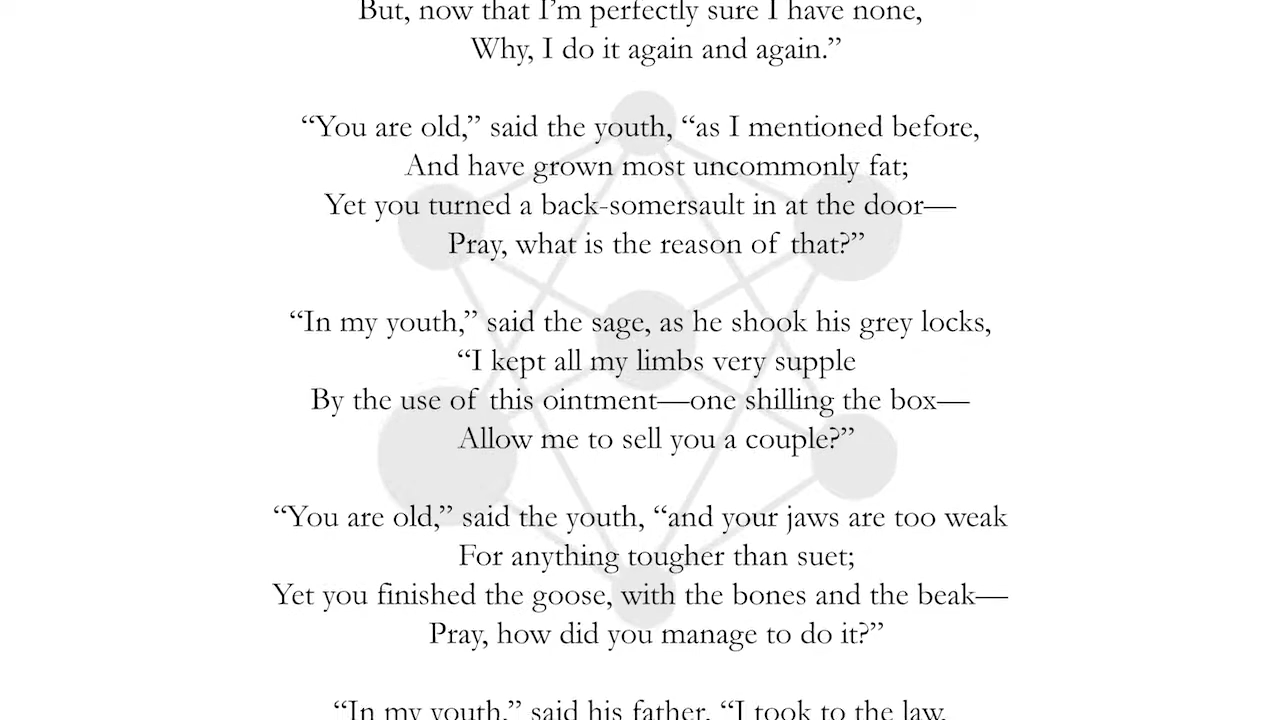 But, now that I’m perfectly sure I have none,
Why, I do it again and again.”
“You are old,” said the youth, “as I mentioned before,
And have grown most uncommonly fat;
Yet you turned a back-somersault in at the door—
Pray, what is the reason of that?”
“In my youth,” said the sage, as he shook his grey locks,
“I kept all my limbs very supple
By the use of this ointment—one shilling the box—
Allow me to sell you a couple?”
“You are old,” said the youth, “and your jaws are too weak
For anything tougher than suet;
Yet you finished the goose, with the bones and the beak—
Pray, how did you manage to do it?”
“In my youth,” said his father, “I took to the law,